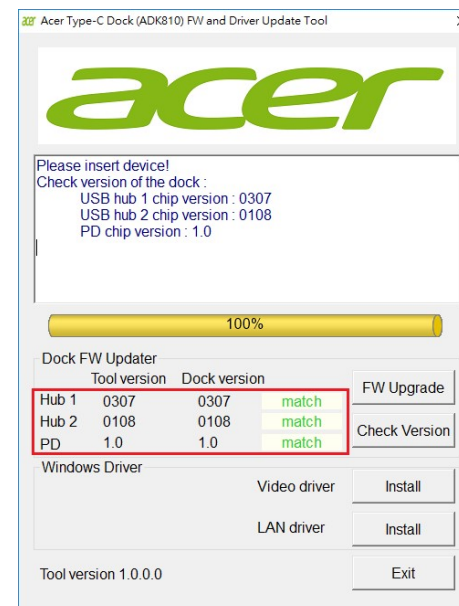 acer Acer Type-C Dock (ADK810) FW and Driver Update Tool
acer
Please insert device!
Check version of the dock :
USB hub 1 chip version : 0307
USB hub 2 chip version : 0108
PD chip version : 1.0
100%
Dock FW Updater
Tool version Dock version
Hub 1 0307 0307 match
FW Upgrade
Hub 2 0108 0108 match
Check Version
PD 1.0 1.0 match
Windows Driver
Video driver Install
LAN driver Install
Tool version 1.0.0.0 Exit